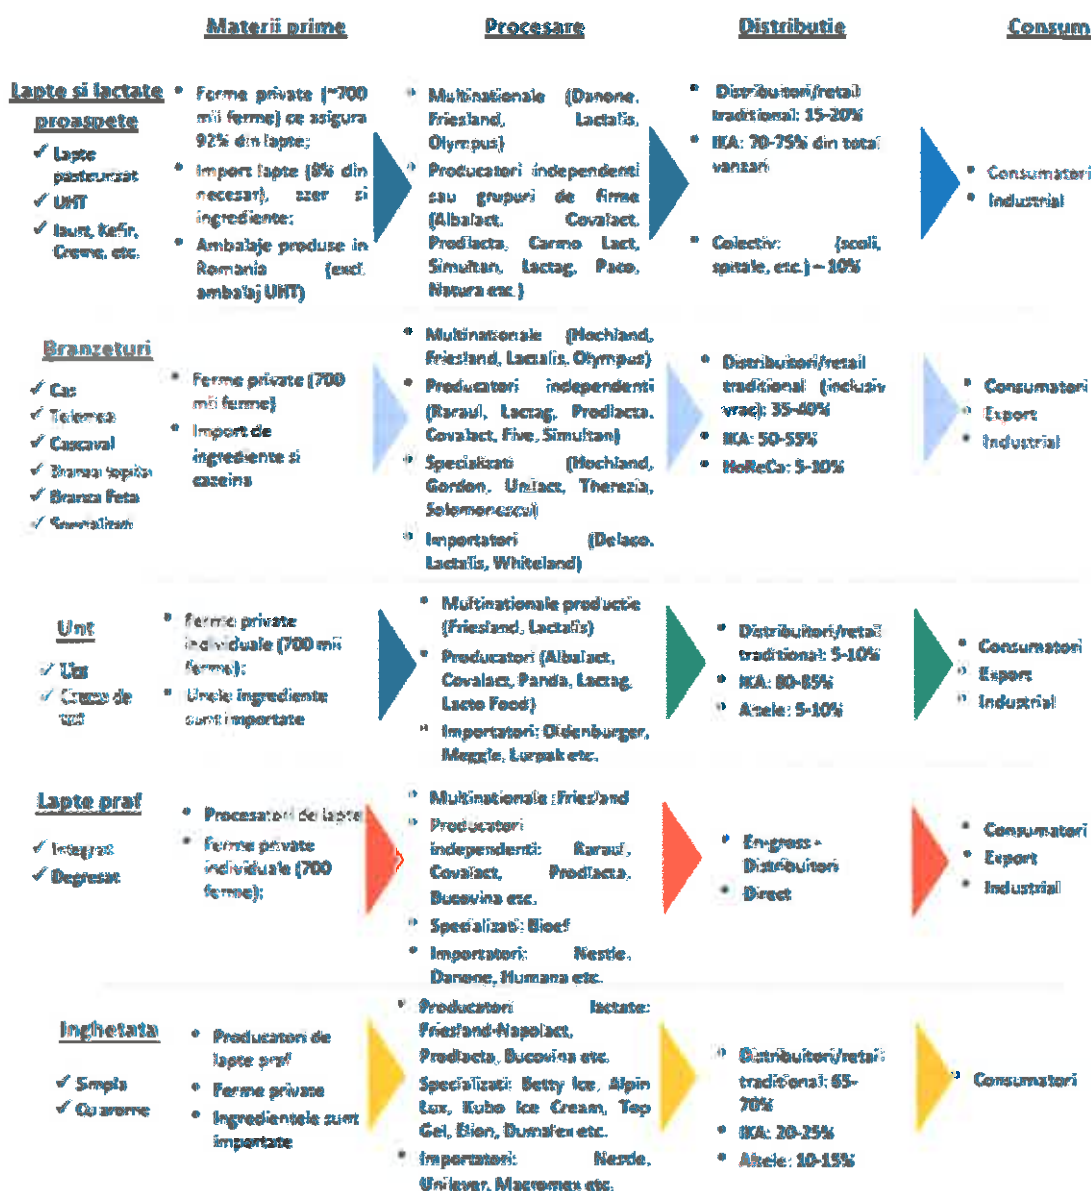 Materii prime
Procesare
Distributie
Consum
Lapte si lactate
proaspete
✓ Lapte
pasteurizat
✓ UHT
✓ Iaurt, Kefir,
Creme, etc.
• Ferme private (~700
mii ferme) ce asigura
92% din lapte;
• Import lapte (8% din
necesar), zzer si
ingrediente;
• Ambalaje produse in
Romania (excl.
ambalaj UHT)
• Multinationale (Danone,
Friesland, Lactalis,
Olympus)
• Producatori independenti
sau grupuri de firme
(Albalact, Covalact,
Prodlacta, Carmo Lact,
Simultan, Lactag, Paco,
Natura etc.)
• Distribuitori/retail
traditional: 15-20%
• IKA: 70-75% din total
vanzari
• Colectiv: (scoli,
spitale, etc.) – 10%
• Consumatori
• Industrial
Branzeturi
✓ Cas
✓ Telemea
✓ Cascaval
✓ Branza topita
✓ Branza Feta
✓ Specialitati
• Ferme private (700
mii ferme)
• Import de
ingrediente si
cazeina
• Multinationale (Hochland,
Friesland, Lactalis, Olympus)
• Producatori independenti
(Raraul, Lactag, Prodlacta,
Covalact, Five, Simultan)
• Specializati (Hochland,
Gordon, Unilact, Therezia,
Solomonescu)
• Importatori (Delaco,
Lactalis, Whiteland)
• Distribuitori/retail
traditional (inclusiv
vrac): 35-40%
• IKA: 50-55%
• HoReCa: 5-10%
• Consumatori
• Export
• Industrial
Unt
✓ Unt
✓ Crema de
unt
• Ferme private
individuale (700 mii
ferme);
• Unele ingrediente
sunt importate
• Multinationale productie
(Friesland, Lactalis)
• Producatori (Albalact,
Covalact, Panda, Lactag,
Lacto Food)
• Importatori: Oldenburger,
Meggle, Lurpak etc.
• Distribuitori/retail
traditional: 5-10%
• IKA: 80-85%
• Altele: 5-10%
• Consumatori
• Export
• Industrial
Lapte praf
✓ Integral
✓ Degresat
• Procesatori de lapte
• Ferme private
individuale (700
ferme);
• Multinationale :Friesland
• Producatori
independenti: Raraul,
Covalact, Prodlacta,
Bucovina etc.
• Specializati: Bioef
• Importatori: Nestle,
Danone, Humana etc.
• En-gross -
Distribuitori
• Direct
• Consumatori
• Export
• Industrial
Inghetata
✓ Simpla
✓ Cu arome
• Producatori de
lapte praf
• Ferme private
• Ingredientele sunt
importate
• Producatori lactate:
Friesland-Napolact,
Prodlacta, Bucovina etc.
Specializati: Betty Ice, Alpin
Lux, Kubo Ice Cream, Top
Gel, Elion, Dumalex etc.
• Importatori: Nestle,
Unilever, Macromex etc.
• Distribuitori/retail
traditional: 65-
70%
• IKA: 20-25%
• Altele: 10-15%
• Consumatori